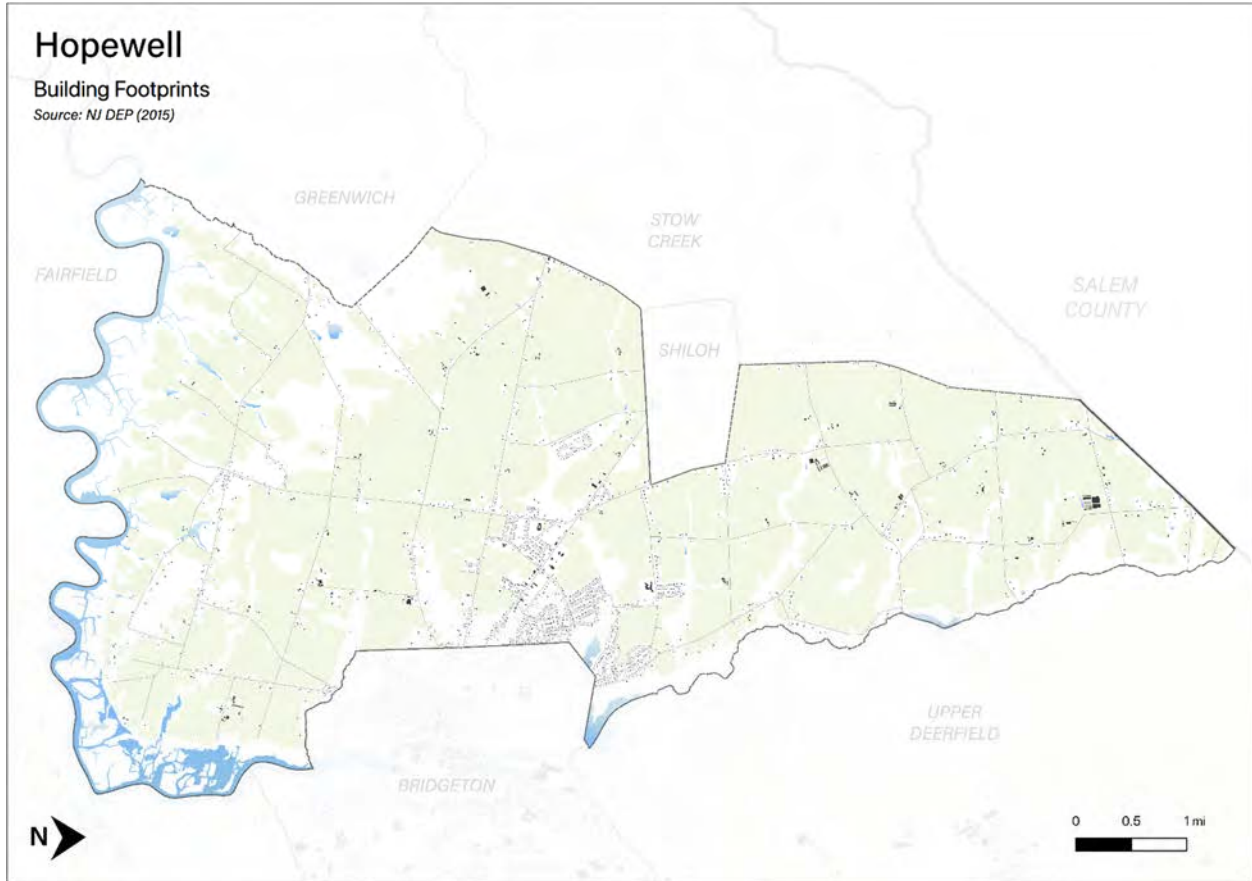 Hopewell
Building Footprints
Source: NJ DEP (2015)
GREENWICH
STOW
CREEK
FAIRFIELD
SALEM
COUNTY
SHILOH
UPPER
DEERFIELD
BRIDGETON
N
0 0.5 1 mi